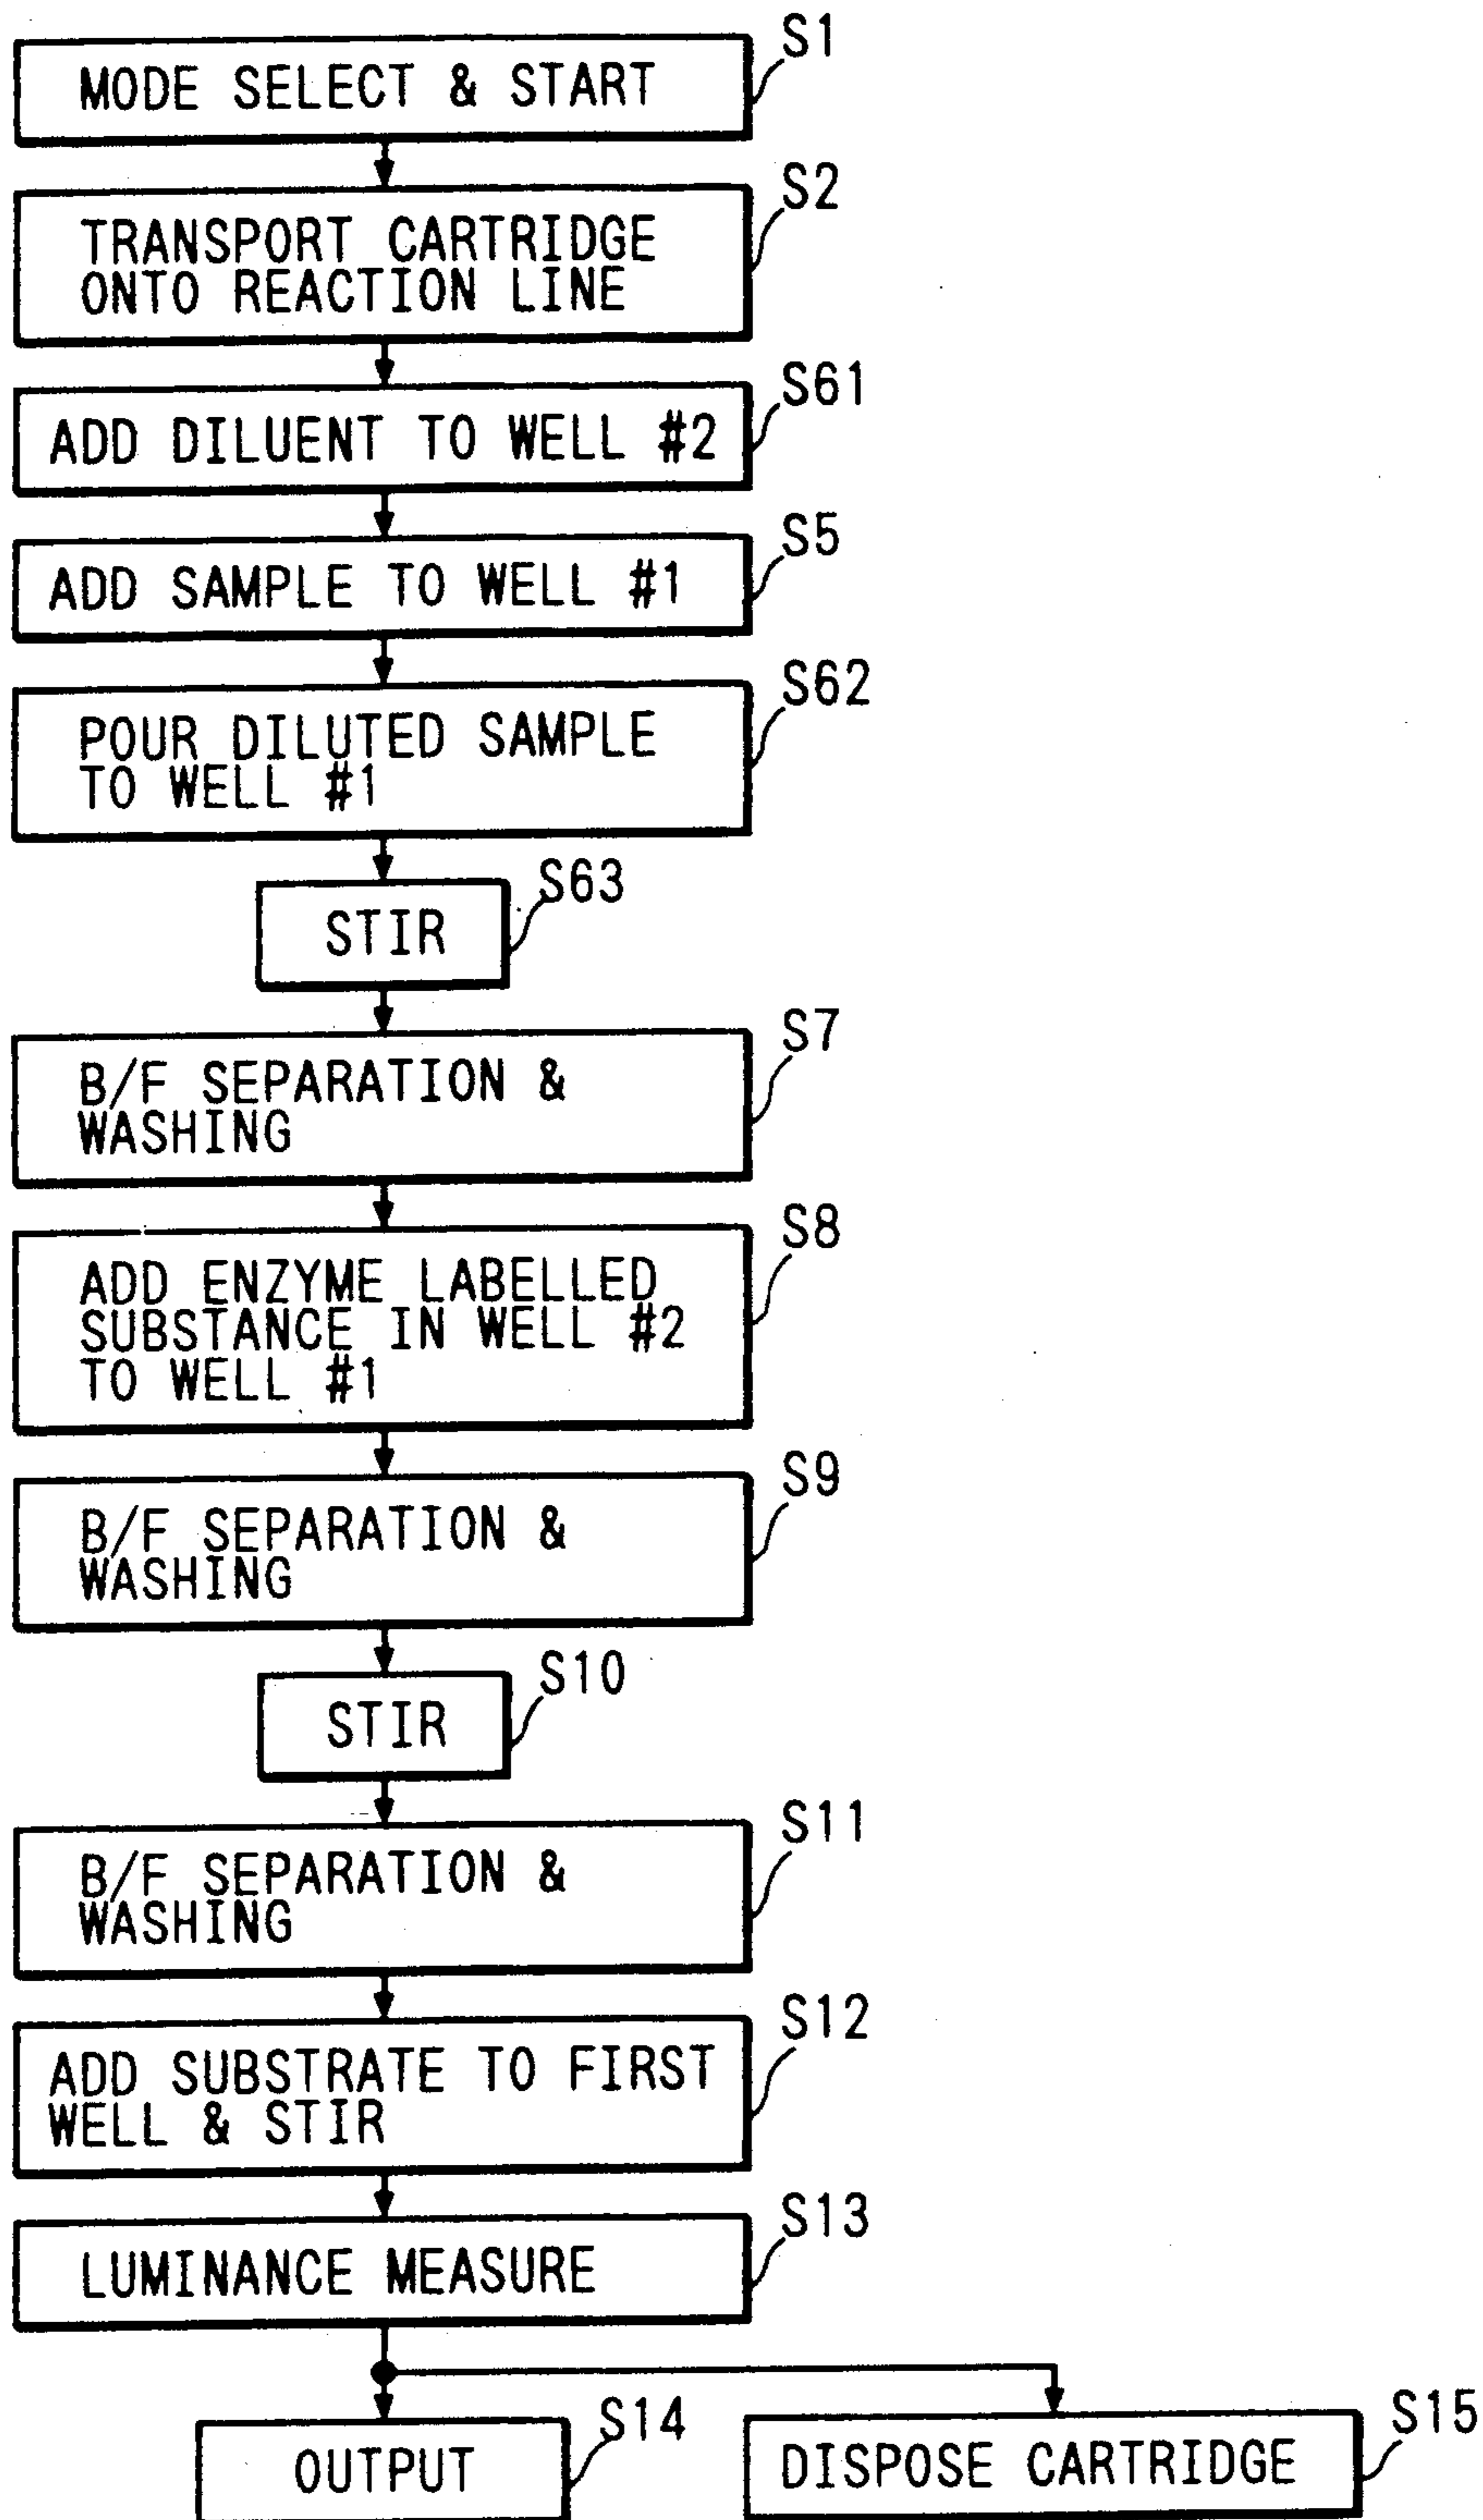 S1
MODE SELECT & START
S2
TRANSPORT CARTRIDGE
ONTO REACTION LINE
S61
ADD DILUENT TO WELL #2
S5
ADD SAMPLE TO WELL #1
S62
POUR DILUTED SAMPLE
TO WELL #1
S63
STIR
S7
B/F SEPARATION &
WASHING
S8
ADD ENZYME LABELLED
SUBSTANCE IN WELL #2
TO WELL #1
S9
B/F SEPARATION &
WASHING
S10
STIR
S11
B/F SEPARATION &
WASHING
S12
ADD SUBSTRATE TO FIRST
WELL & STIR
S13
LUMINANCE MEASURE
S14
OUTPUT
S15
DISPOSE CARTRIDGE